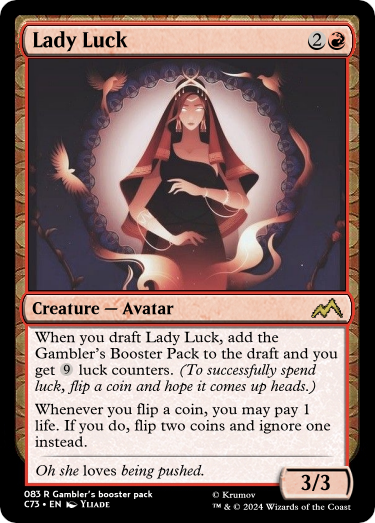 Lady Luck 2
Creature — Avatar
When you draft Lady Luck, add the
Gambler's Booster Pack to the draft and you
get 9 luck counters. (To successfully spend
luck, flip a coin and hope it comes up heads.)
Whenever you flip a coin, you may pay 1
life. If you do, flip two coins and ignore one
instead.
Oh she loves being pushed.
3/3
083 R Gambler's booster pack
C73 • EN Yliade
© Krumov
™ & © 2024 Wizards of the Coast